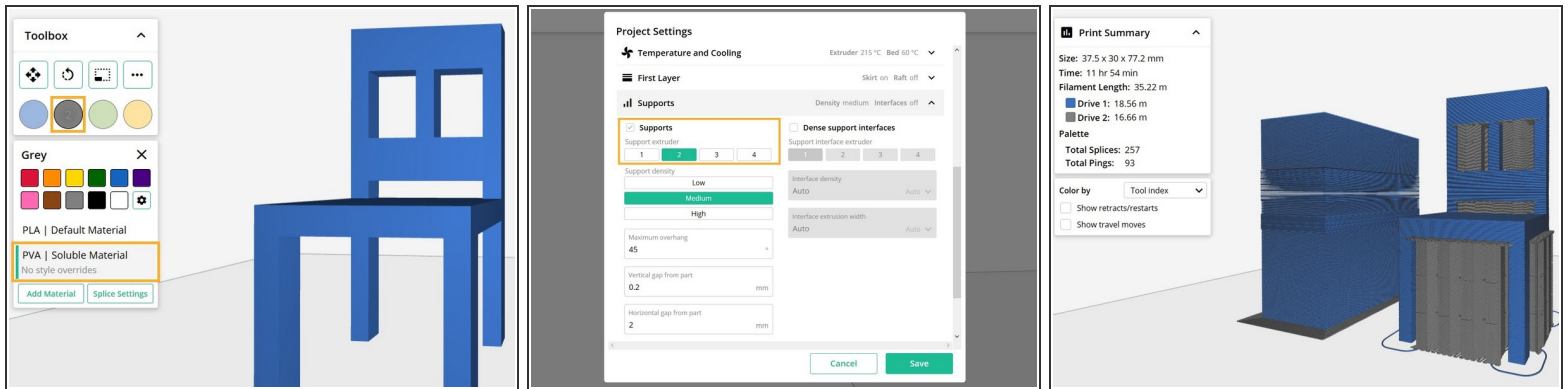 Toolbox
2
Grey
PLA | Default Material
PVA | Soluble Material
No style overrides
Add Material
Splice Settings
Project Settings
Temperature and Cooling
Extruder 215 °C Bed 60 °C
First Layer
Skirt on Raft off
Supports
Density medium Interfaces off
Supports
Support extruder
1 2 3 4
Support density
Low
Medium
High
Maximum overhang
45 °
Vertical gap from part
0.2 mm
Horizontal gap from part
2 mm
Dense support interfaces
Support interface extruder
1 2 3 4
Interface density
Auto Auto
Interface extrusion width
Auto Auto
Cancel
Save
Print Summary
Size: 37.5 x 30 x 77.2 mm
Time: 11 hr 54 min
Filament Length: 35.22 m
Drive 1: 18.56 m
Drive 2: 16.66 m
Palette
Total Splices: 257
Total Pings: 93
Color by Tool index
Show retracts/restarts
Show travel moves